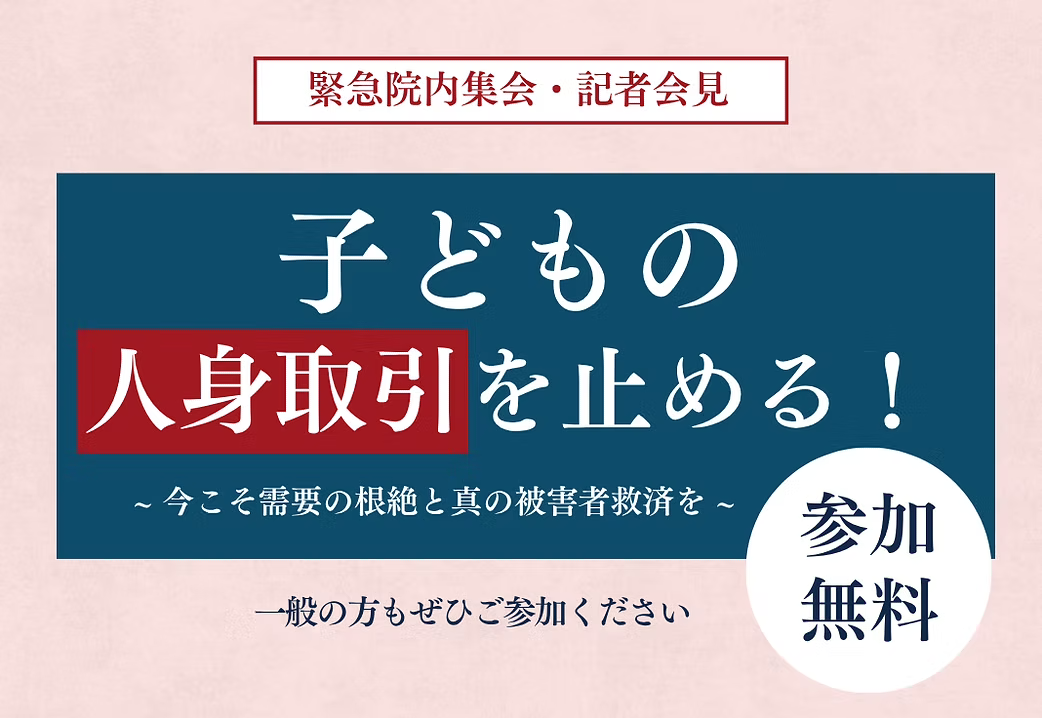 緊急院内集会・記者会見
子どもの
人身取引を止める！
~ 今こそ需要の根絶と真の被害者救済を ~
参加
無料
一般の方もぜひご参加ください